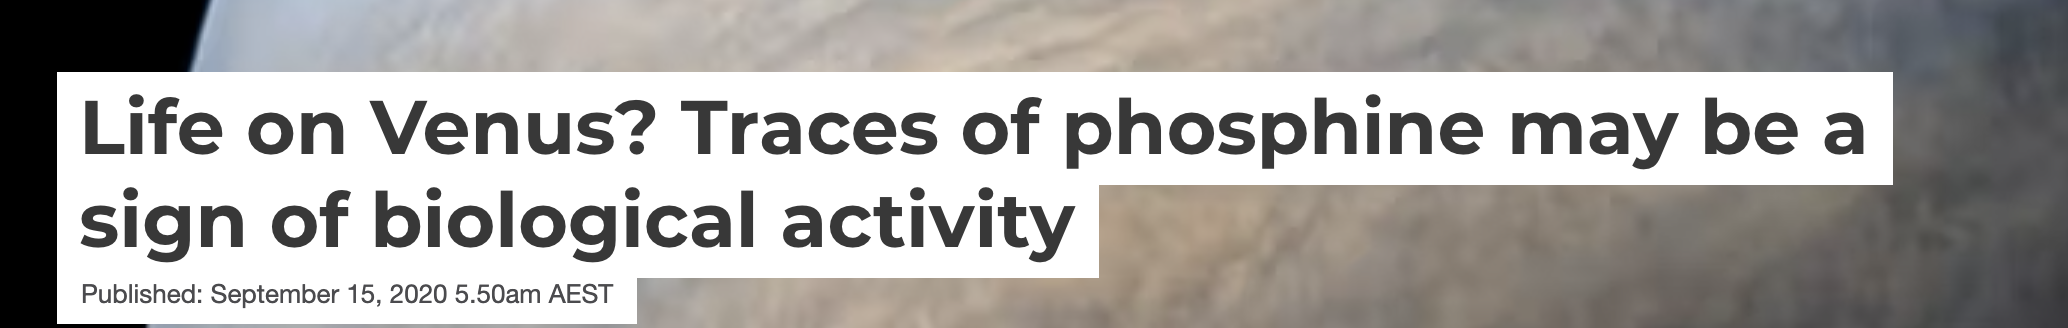 Life on Venus? Traces of phosphine may be a
sign of biological activity
Published: September 15, 2020 5.50am AEST